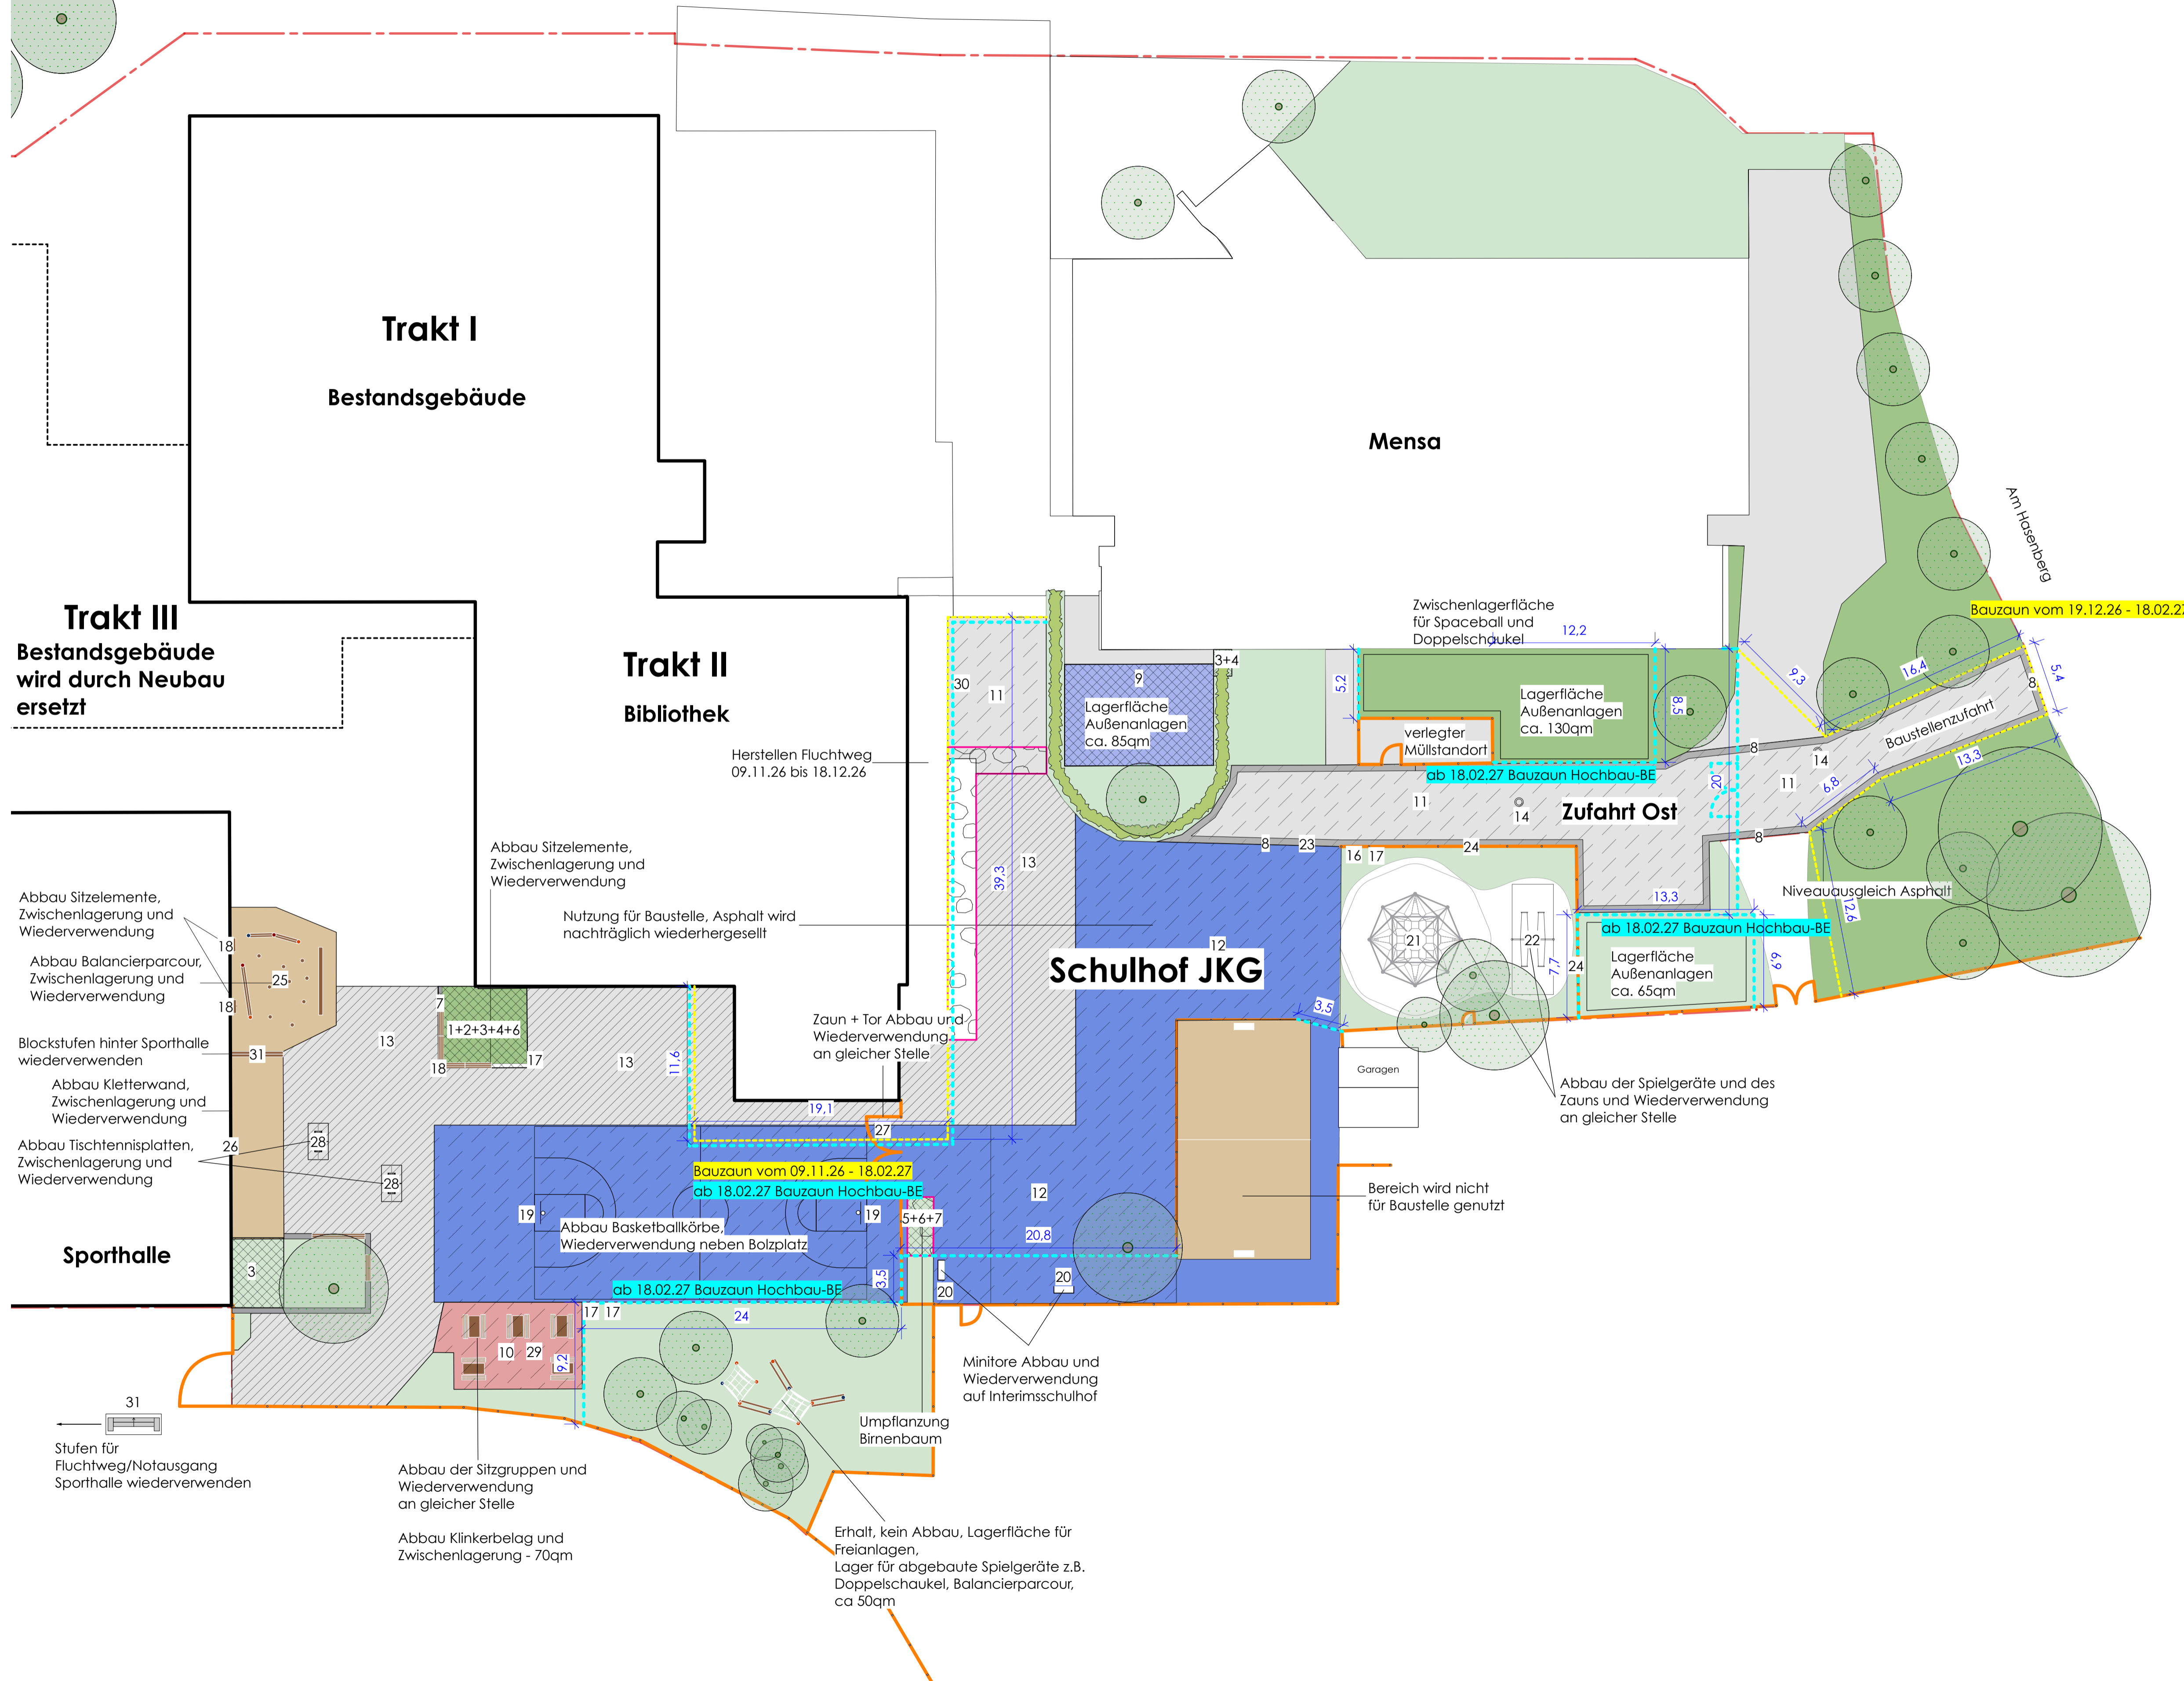 Trakt I
Bestandsgebäude
Mensa
Am Hasenberg
Trakt III
Bestandsgebäude
wird durch Neubau
ersetzt
Trakt II
Bibliothek
Zwischenlagerfläche
für Spaceball und
Doppelschaukel
12,2
Bauzaun vom 19.12.26 - 18.02.27
3+4
30
11
9
Lagerfläche
Außenanlagen
ca. 85qm
5,2
Lagerfläche
Außenanlagen
ca. 130qm
8,5
9,3
16,4
5,4
8
verlegter
Müllstandort
Baustellenzufahrt
8
14
13,3
Herstellen Fluchtweg
09.11.26 bis 18.12.26
ab 18.02.27 Bauzaun Hochbau-BE
20
11
6,8
11
14
Zufahrt Ost
8
8
23
24
16
17
13
39,3
Abbau Sitzelemente,
Zwischenlagerung und
Wiederverwendung
Nutzung für Baustelle, Asphalt wird
nachträglich wiederhergesellt
Niveauausgleich Asphalt
13,3
12,6
Abbau Sitzelemente,
Zwischenlagerung und
Wiederverwendung
18
Abbau Balancierparcour,
Zwischenlagerung und
Wiederverwendung
25
18
12
Schulhof JKG
21
22
7,7
24
ab 18.02.27 Bauzaun Hochbau-BE
Lagerfläche
Außenanlagen
ca. 65qm
6,6
3,5
Blockstufen hinter Sporthalle
wiederverwenden
31
13
7
1+2+3+4+6
18
17
13
11,6
Zaun + Tor Abbau und
Wiederverwendung
an gleicher Stelle
Garagen
Abbau Kletterwand,
Zwischenlagerung und
Wiederverwendung
26
Abbau der Spielgeräte und des
Zauns und Wiederverwendung
an gleicher Stelle
19,1
27
Abbau Tischtennisplatten,
Zwischenlagerung und
Wiederverwendung
28
28
Bauzaun vom 09.11.26 - 18.02.27
ab 18.02.27 Bauzaun Hochbau-BE
12
Bereich wird nicht
für Baustelle genutzt
19
19
5+6+7
Abbau Basketballkörbe,
Wiederverwendung neben Bolzplatz
20,8
Sporthalle
3
ab 18.02.27 Bauzaun Hochbau-BE
3,5
20
20
17
17
24
10
29
9,2
Minitore Abbau und
Wiederverwendung
auf Interimsschulhof
31
Stufen für
Fluchtweg/Notausgang
Sporthalle wiederverwenden
Umpflanzung
Birnenbaum
Abbau der Sitzgruppen und
Wiederverwendung
an gleicher Stelle
Abbau Klinkerbelag und
Zwischenlagerung - 70qm
Erhalt, kein Abbau, Lagerfläche für
Freianlagen,
Lager für abgebaute Spielgeräte z.B.
Doppelschaukel, Balancierparcour,
ca 50qm